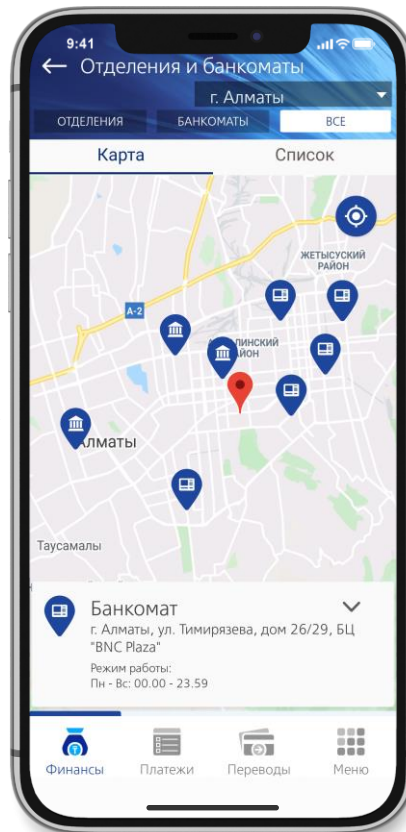 9:41
Отделения и банкоматы
г. Алматы
ОТДЕЛЕНИЯ БАНКОМАТЫ ВСЕ
Карта Список
ЖЕТЫСУСКИЙ
РАЙОН
A-2
Алматы
Таусамалы
Банкомат
г. Алматы, ул. Тимирязева, дом 26/29, БЦ
"BNC Plaza"
Режим работы:
Пн - Вс: 00.00 - 23.59
Финансы Платежи Переводы Меню